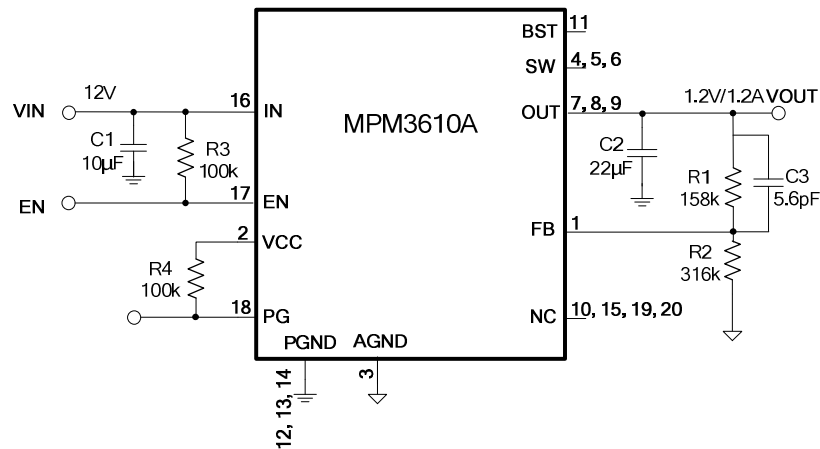 BST
11
SW
4, 5, 6
VIN
12V
16
IN
MPM3610A
OUT
7, 8, 9
1.2V/1.2A VOUT
C1
10μF
R3
100k
C2
22μF
R1
158k
C3
5.6pF
EN
17
EN
2
VCC
FB
1
R2
316k
R4
100k
18
PG
NC
10, 15, 19, 20
PGND
AGND
12, 13, 14
3